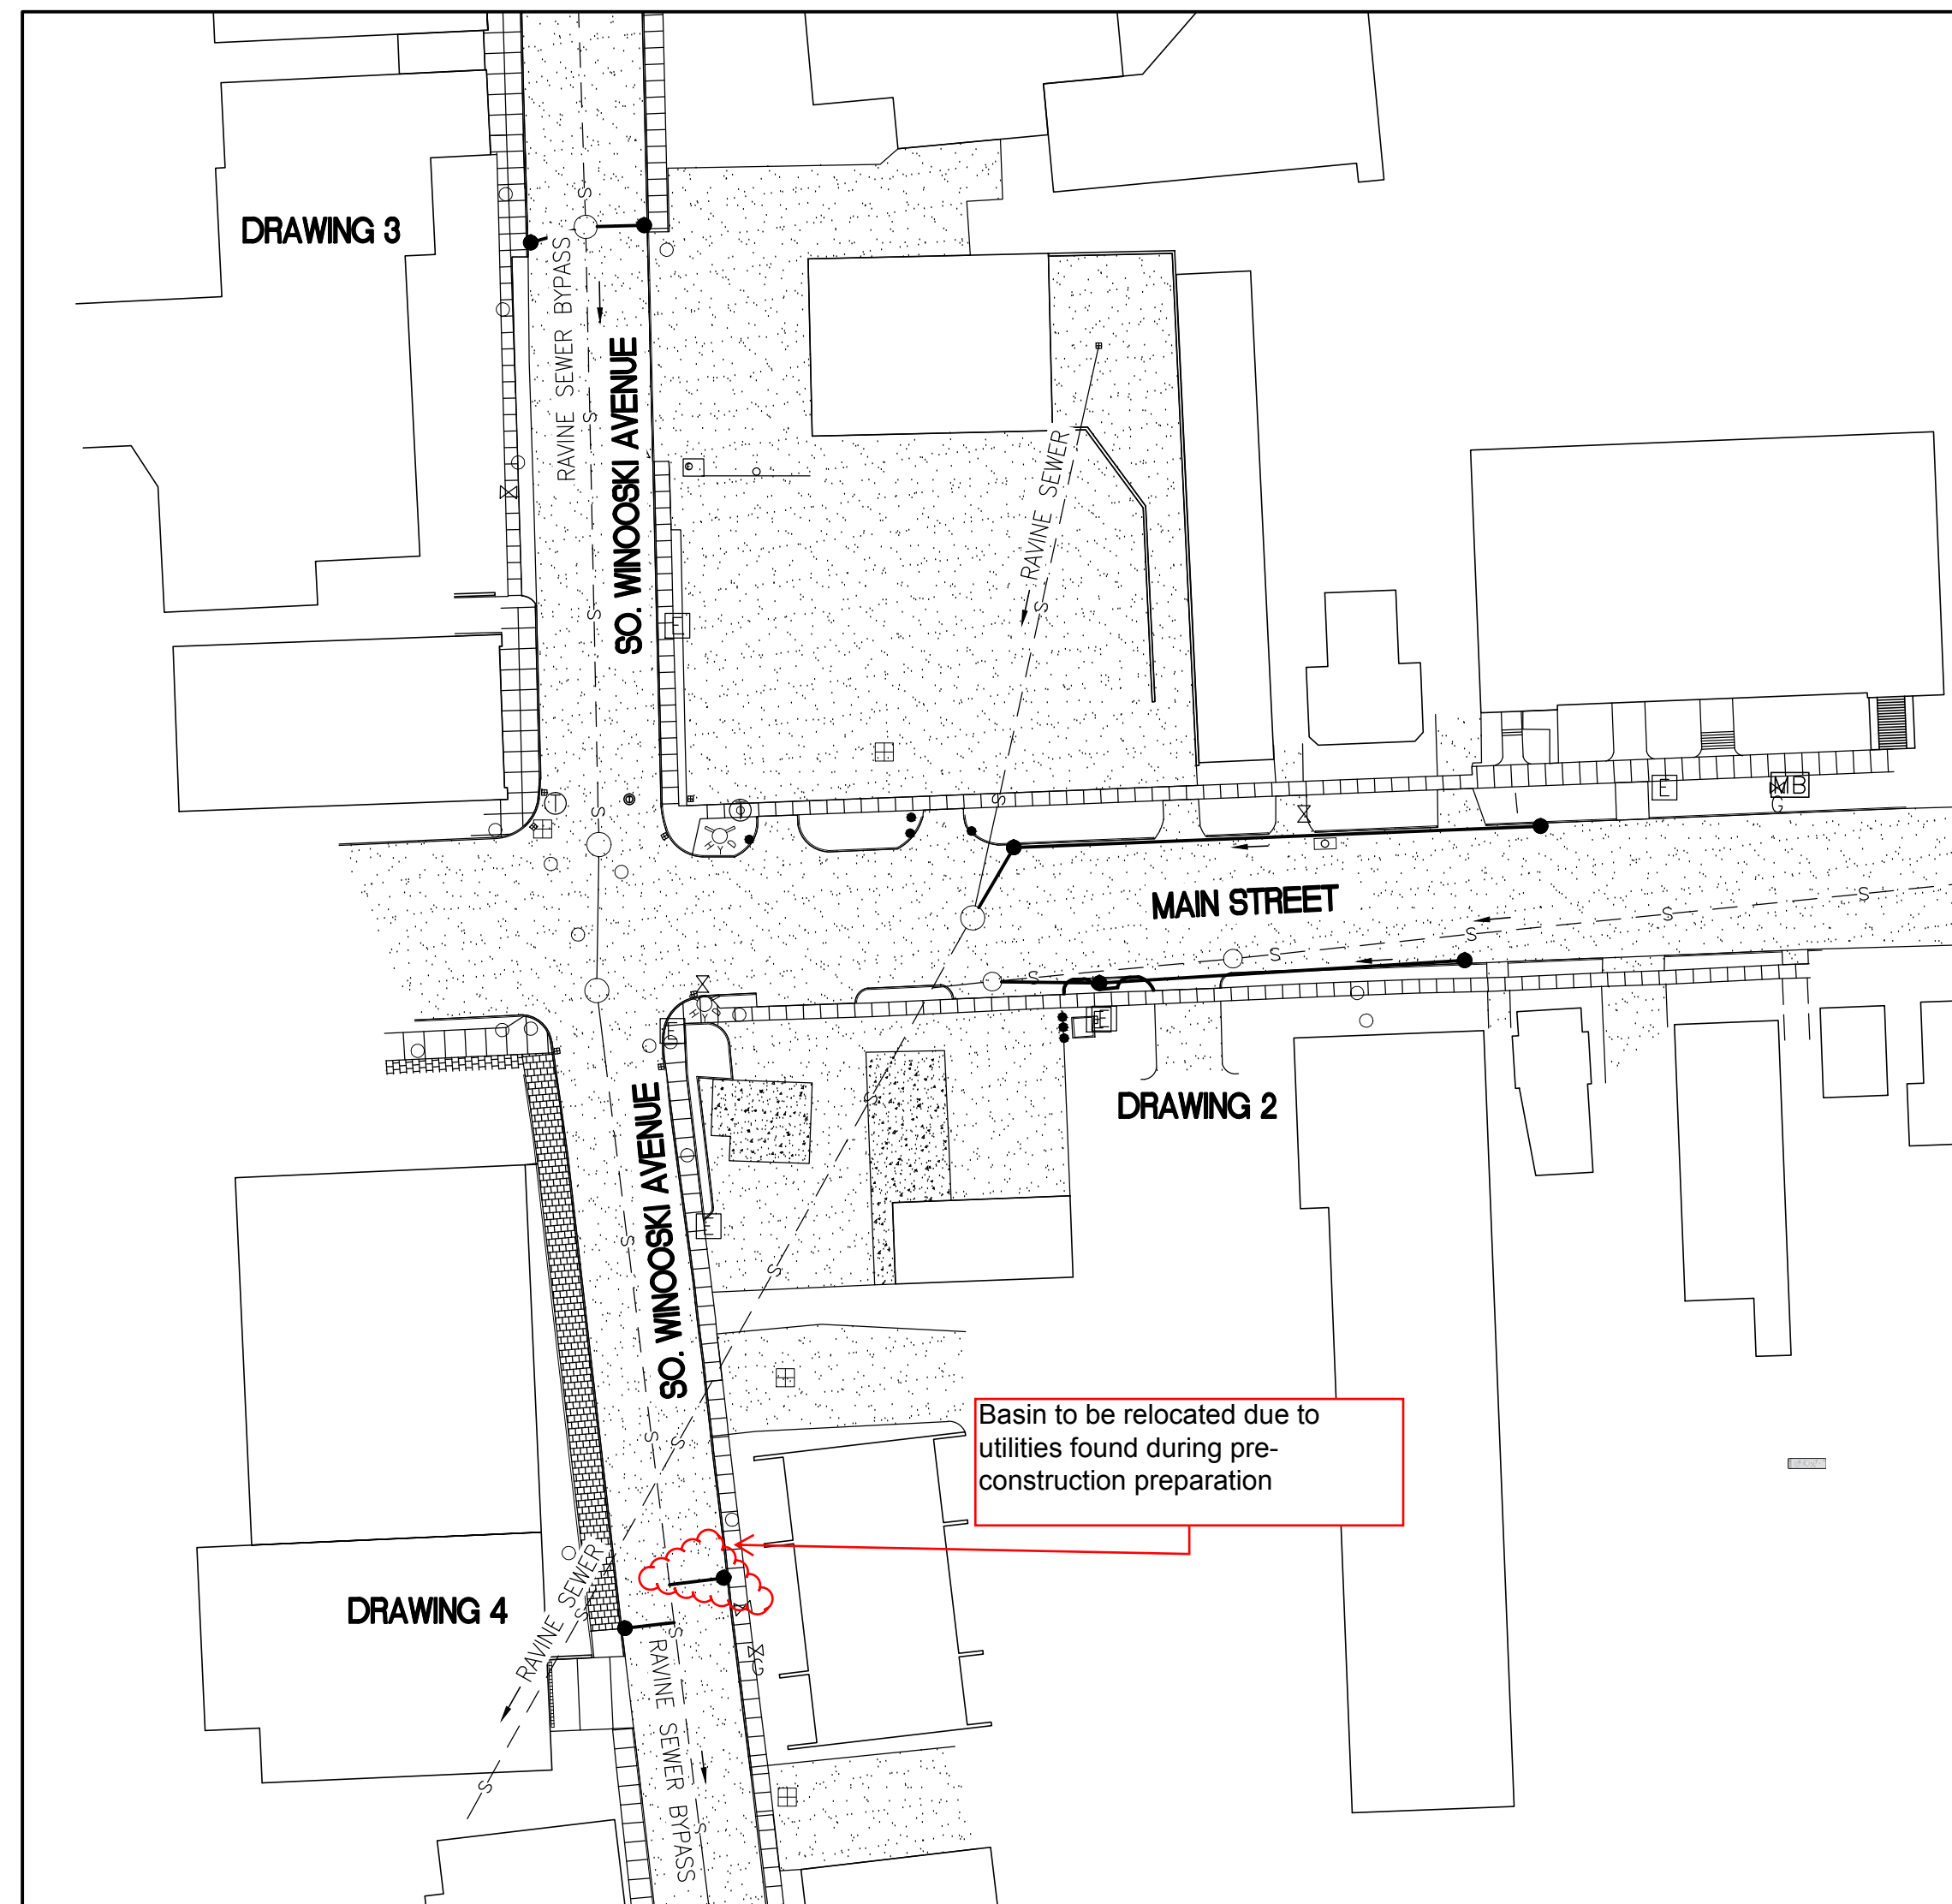 DRAWING 3
RAVINE SEWER BYPASS
SO. WINOOSKI AVENUE
RAVINE SEWER
S
S
S
S
S
S
E
E
MB
G
MAIN STREET
S
S
S
S
S
E
E
DRAWING 2
SO. WINOOSKI AVENUE
S
S
E
S
S
S
Basin to be relocated due to
utilities found during pre-
construction preparation
RAVINE SEWER
S
DRAWING 4
S
G
RAVINE SEWER BYPASS
S
S